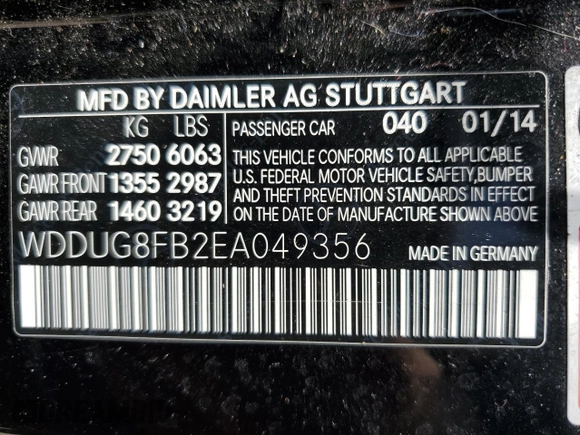 MFD BY DAIMLER AG STUTTGART
KG LBS
GVWR 2750 6063
GAWR FRONT 1355 2987
GAWR REAR 1460 3219
PASSENGER CAR 040 01/14
THIS VEHICLE CONFORMS TO ALL APPLICABLE
U.S. FEDERAL MOTOR VEHICLE SAFETY, BUMPER
AND THEFT PREVENTION STANDARDS IN EFFECT
ON THE DATE OF MANUFACTURE SHOWN ABOVE.
WDDUG8FB2EA049356
MADE IN GERMANY